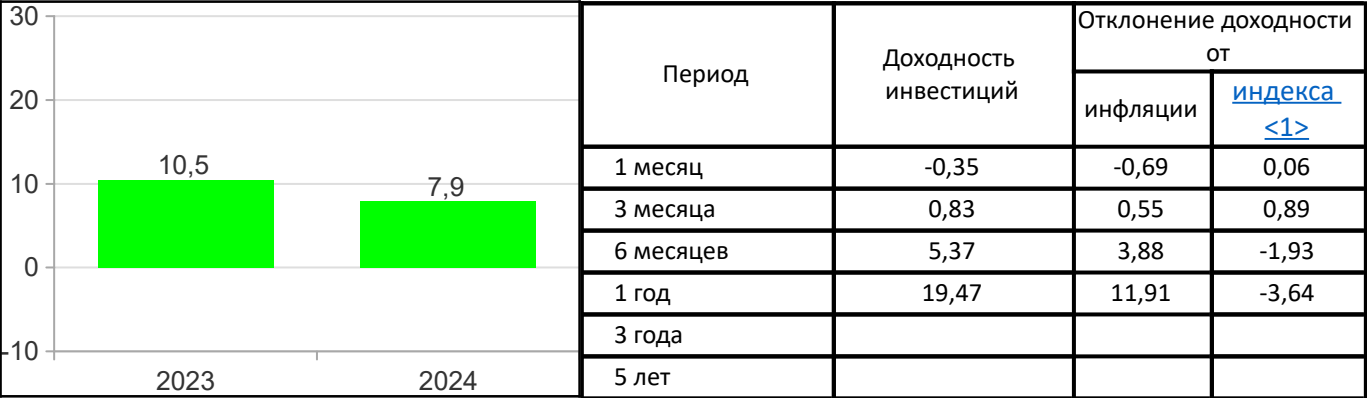 30
20
10
0
-10
10,5
7,9
2023
2024
Период
Доходность
инвестиций
Отклонение доходности
от
инфляции
индекса
<1>
1 месяц -0,35 -0,69 0,06
3 месяца 0,83 0,55 0,89
6 месяцев 5,37 3,88 -1,93
1 год 19,47 11,91 -3,64
3 года
5 лет